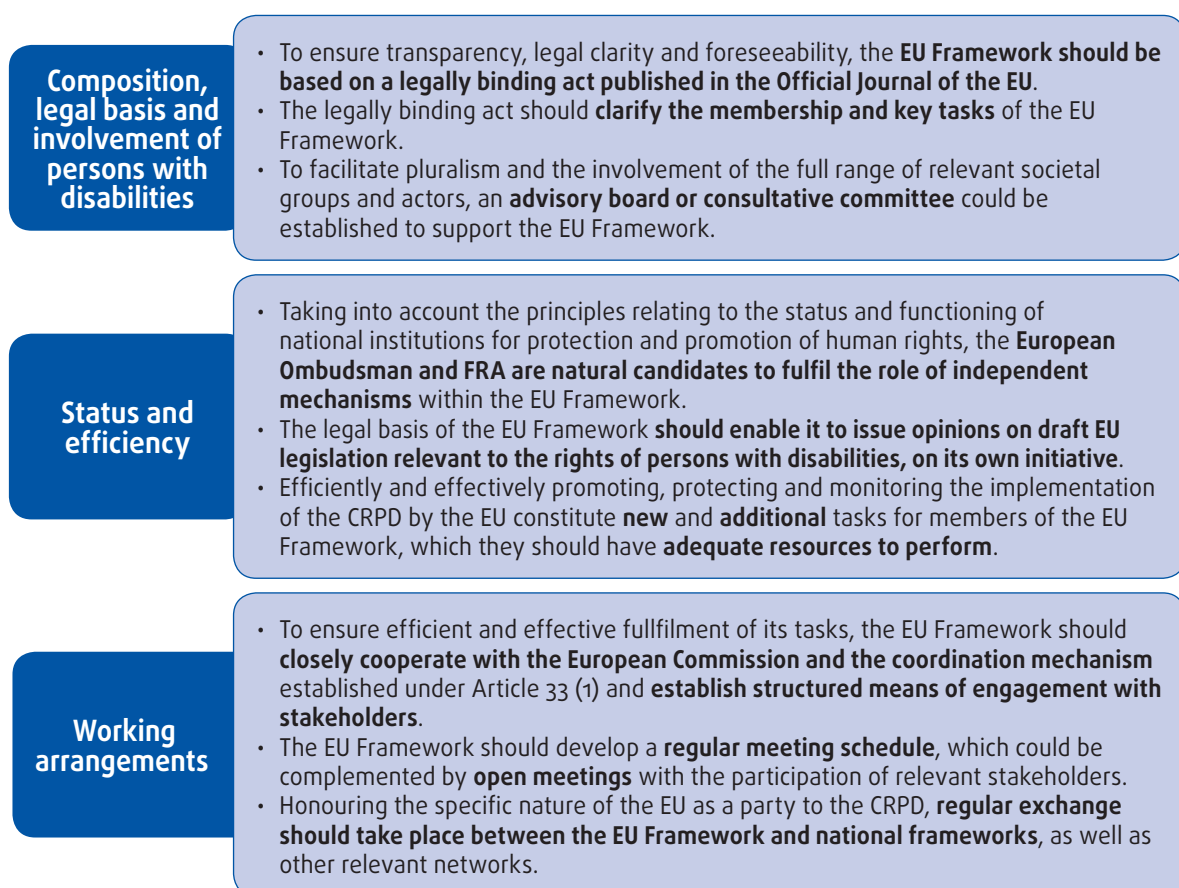 Composition,
legal basis and
involvement of
persons with
disabilities
• To ensure transparency, legal clarity and foreseeability, the EU Framework should be
based on a legally binding act published in the Official Journal of the EU.
• The legally binding act should clarify the membership and key tasks of the EU
Framework.
• To facilitate pluralism and the involvement of the full range of relevant societal
groups and actors, an advisory board or consultative committee could be
established to support the EU Framework.
Status and
efficiency
• Taking into account the principles relating to the status and functioning of
national institutions for protection and promotion of human rights, the European
Ombudsman and FRA are natural candidates to fulfil the role of independent
mechanisms within the EU Framework.
• The legal basis of the EU Framework should enable it to issue opinions on draft EU
legislation relevant to the rights of persons with disabilities, on its own initiative.
• Efficiently and effectively promoting, protecting and monitoring the implementation
of the CRPD by the EU constitute new and additional tasks for members of the EU
Framework, which they should have adequate resources to perform.
Working
arrangements
• To ensure efficient and effective fullfilment of its tasks, the EU Framework should
closely cooperate with the European Commission and the coordination mechanism
established under Article 33 (1) and establish structured means of engagement with
stakeholders.
• The EU Framework should develop a regular meeting schedule, which could be
complemented by open meetings with the participation of relevant stakeholders.
• Honouring the specific nature of the EU as a party to the CRPD, regular exchange
should take place between the EU Framework and national frameworks, as well as
other relevant networks.